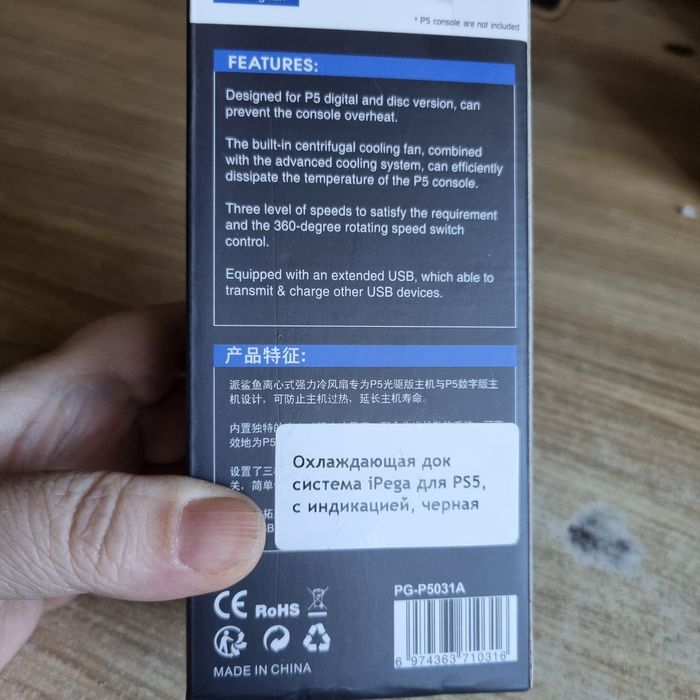 * P5 console are not included
FEATURES:
Designed for P5 digital and disc version, can
prevent the console overheat.
The built-in centrifugal cooling fan, combined
with the advanced cooling system, can efficiently
dissipate the temperature of the P5 console.
Three level of speeds to satisfy the requirement
and the 360-degree rotating speed switch
control.
Equipped with an extended USB, which able to
transmit & charge other USB devices.
产品特征:
派鲨鱼离心式强力冷风扇专为P5光驱版主机与P5数字版主
机设计，可防止主机过热，延长主机寿命。
内置独特的
效地为P5
设置了三
关，简单
拓
Охлаждающая док
система iPega для PS5,
с индикацией, черная
CE RoHS
PG-P5031A
6 974363 710316
MADE IN CHINA